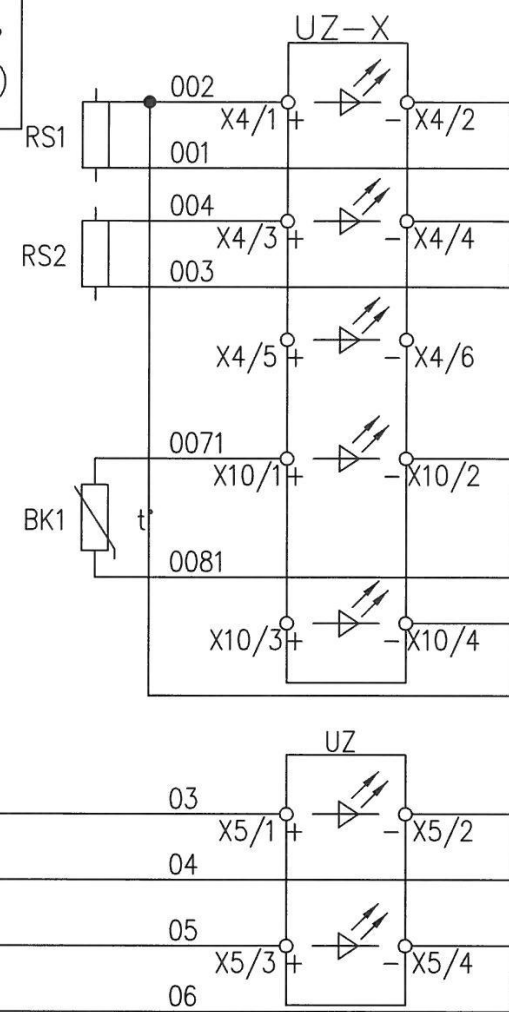 UZ-X
002
X4/1 + - X4/2
RS1
001
004
X4/3 + - X4/4
RS2
003
X4/5 + - X4/6
0071
X10/1 + - X10/2
BK1 t°
0081
X10/3 + - X10/4
UZ
03
X5/1 + - X5/2
04
05
X5/3 + - X5/4
06